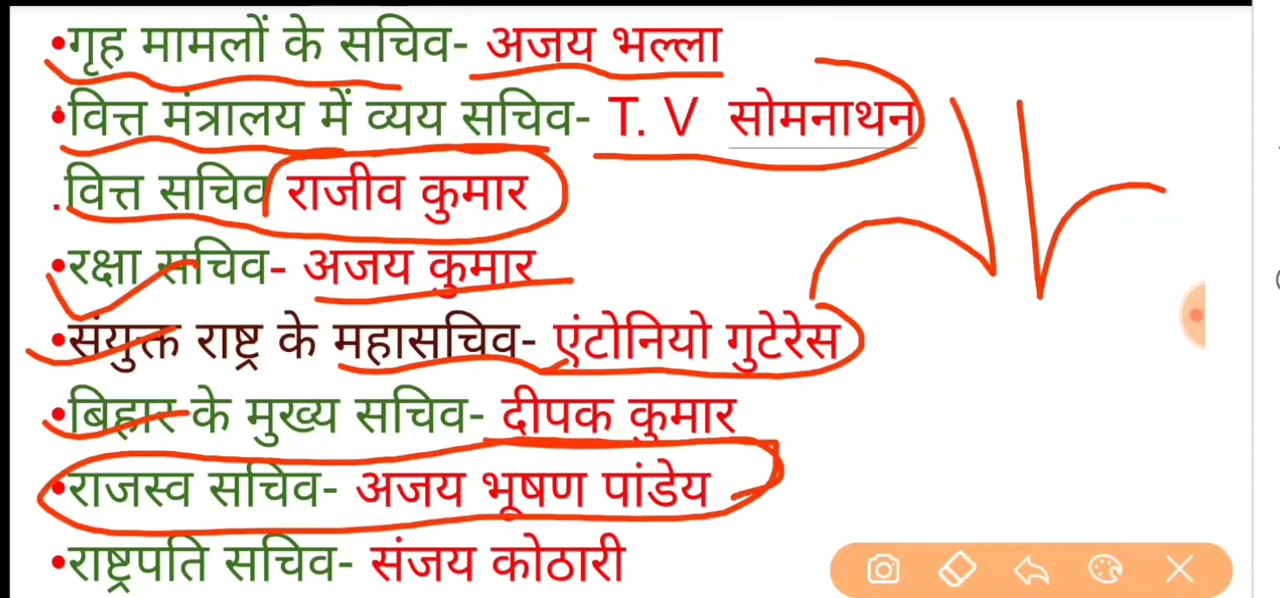 •गृह मामलों के सचिव- अजय भल्ला
•वित्त मंत्रालय में व्यय सचिव- T. V सोमनाथन
.वित्त सचिव राजीव कुमार
•रक्षा सचिव- अजय कुमार
•संयुक्त राष्ट्र के महासचिव- एंटोनियो गुटेरेस
•बिहार के मुख्य सचिव- दीपक कुमार
•राजस्व सचिव- अजय भूषण पांडेय
•राष्ट्रपति सचिव- संजय कोठारी